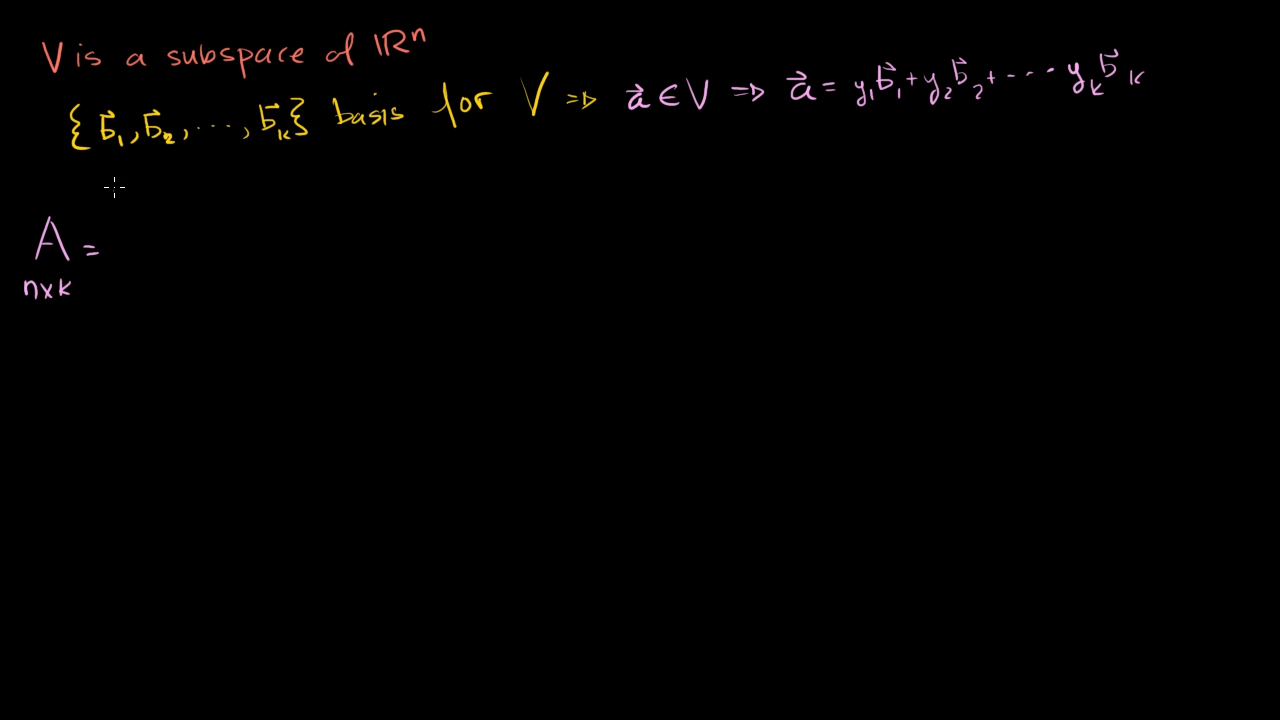 V is a subspace of ℝⁿ
{b⃗₁, b⃗₂, ..., b⃗ₖ} basis for V ⇒ a⃗ ∈ V ⇒ a⃗ = y₁b⃗₁ + y₂b⃗₂ + ··· yₖb⃗ₖ
A =
n×k